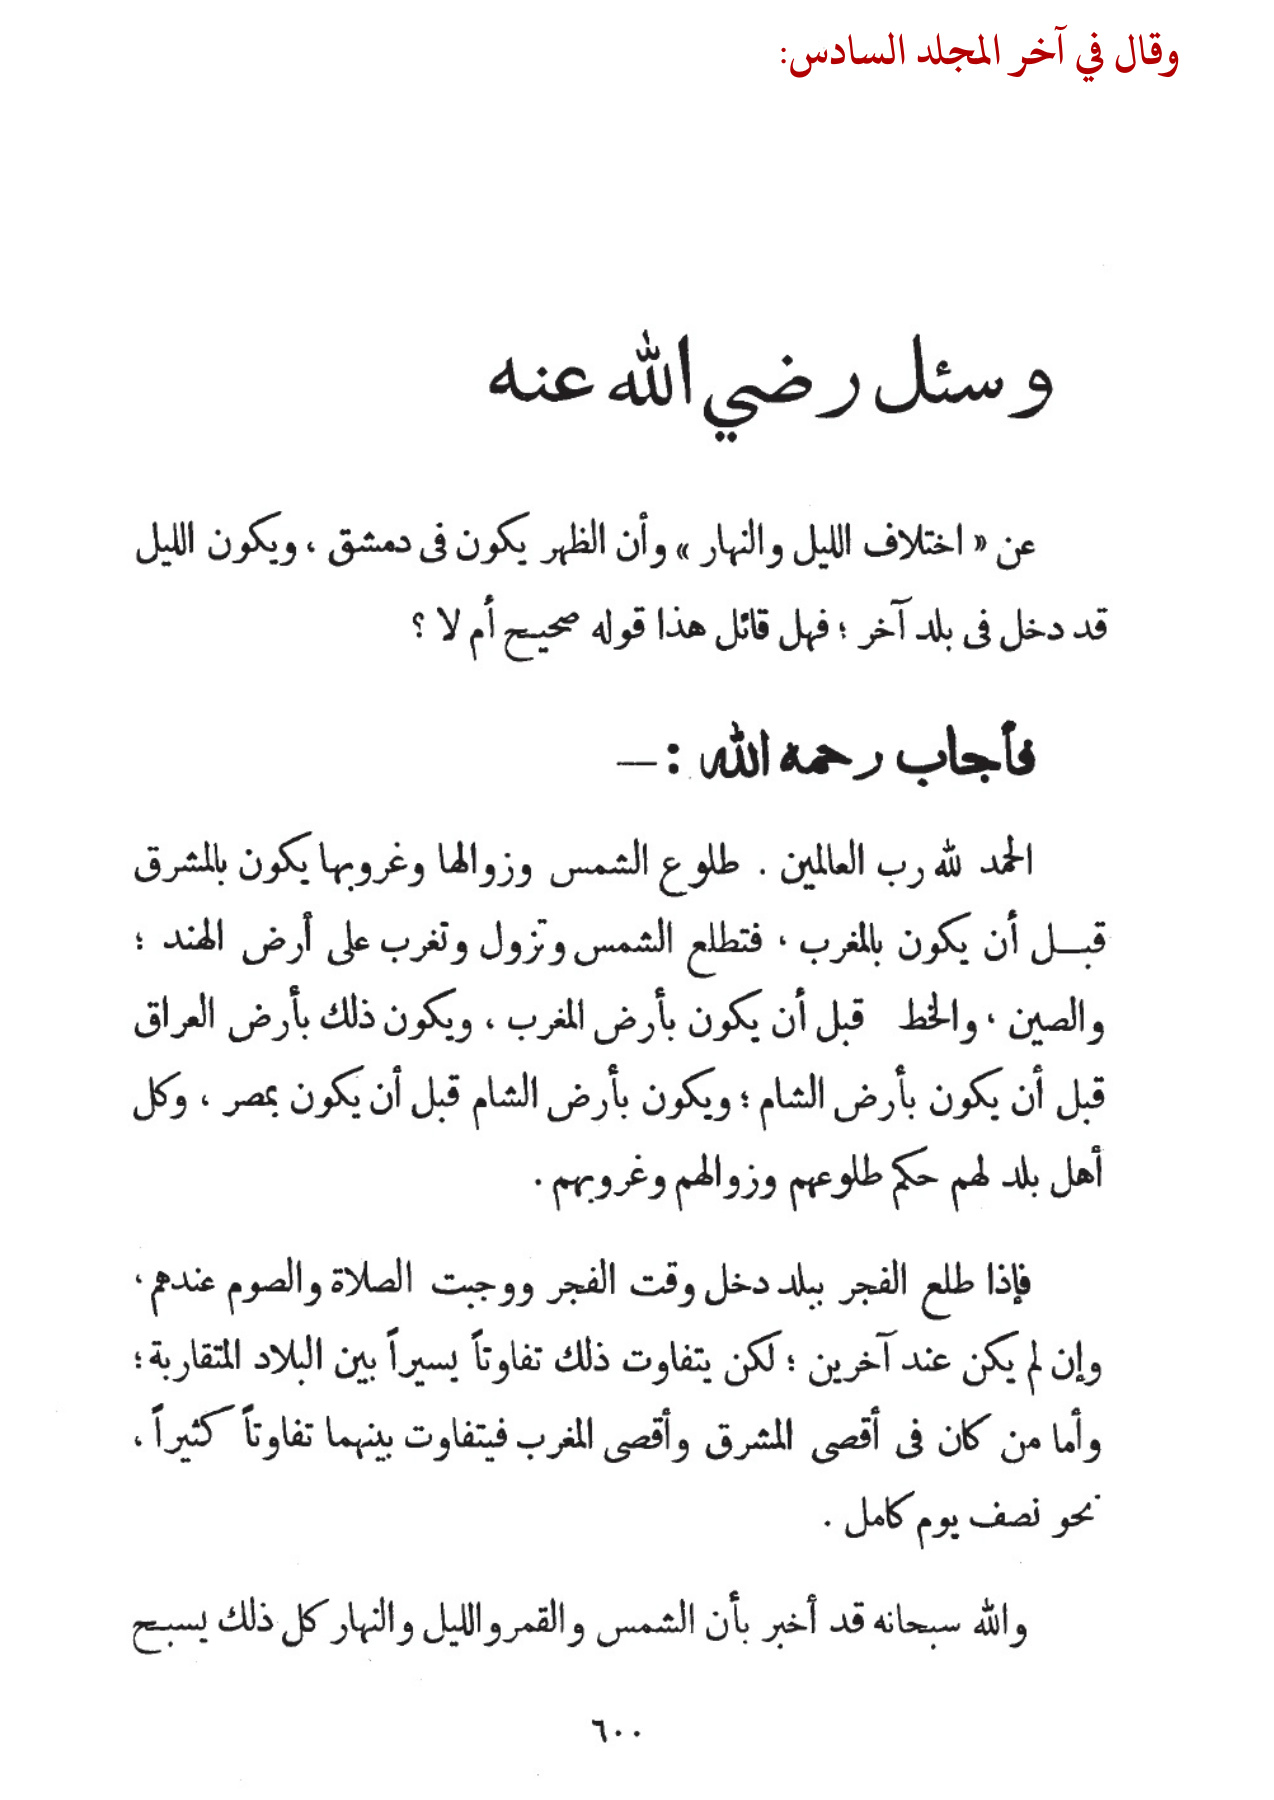 وقال في آخر المجلد السادس:
وسئل رضي الله عنه
عن « اختلاف الليل والنهار » وأن الظهر يكون فى دمشق ، ويكون الليل
قد دخل فى بلد آخر ؛ فهل قائل هذا قوله صحيح أم لا ؟
فأجاب رحمه الله : —
الحمد لله رب العالمين . طلوع الشمس وزوالها وغروبها يكون بالمشرق
قبـل أن يكون بالمغرب ، فتطلع الشمس وتزول وتغرب على أرض الهند ؛
والصين ، والخط قبل أن يكون بأرض المغرب ، ويكون ذلك بأرض العراق
قبل أن يكون بأرض الشام ؛ ويكون بأرض الشام قبل أن يكون بمصر ، وكل
أهل بلد لهم حكم طلوعهم وزوالهم وغروبهم .
فإذا طلع الفجر ببلد دخل وقت الفجر ووجبت الصلاة والصوم عندهم ،
وإن لم يكن عند آخرين ؛ لكن يتفاوت ذلك تفاوتاً يسيراً بين البلاد المتقاربة ؛
وأما من كان فى أقصى المشرق وأقصى المغرب فيتفاوت بينهما تفاوتاً كثيراً ،
نحو نصف يوم كامل .
والله سبحانه قد أخبر بأن الشمس والقمر والليل والنهار كل ذلك يسبح
٦٠٠